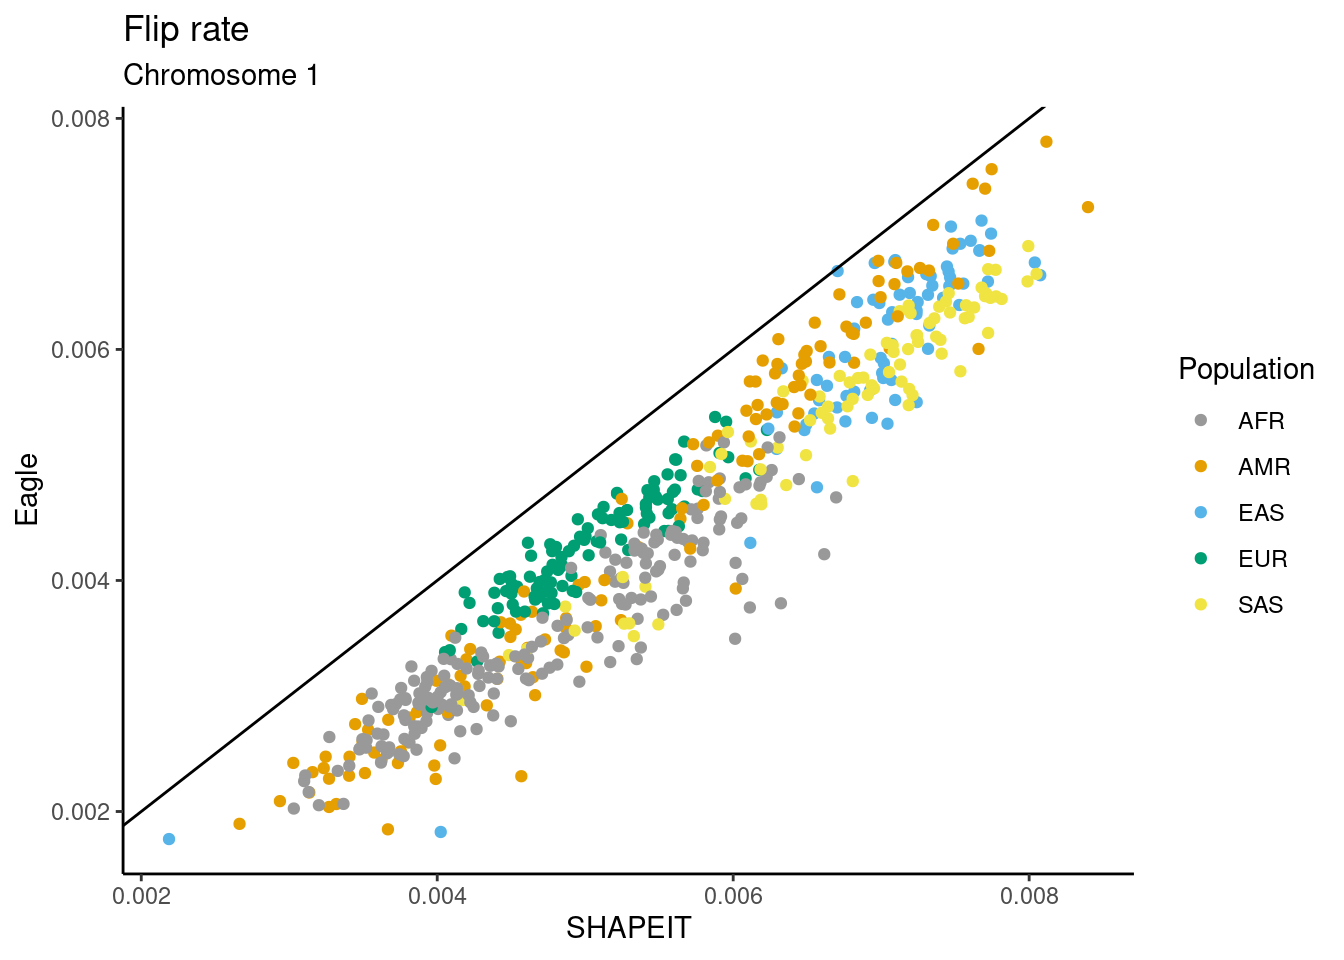 Flip rate
Chromosome 1
0.008
0.006
0.004
0.002
Eagle
0.002
0.004
0.006
0.008
SHAPEIT
Population
AFR
AMR
EAS
EUR
SAS